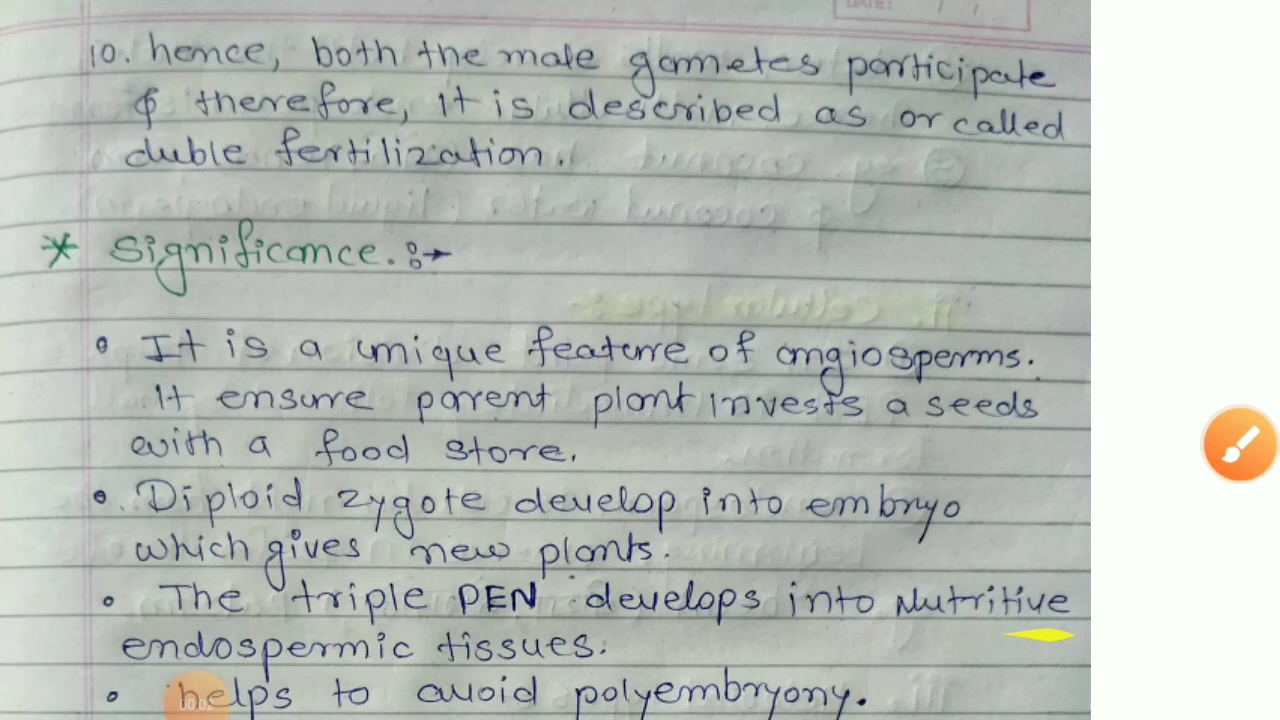 DATE: / /
10. hence, both the male gametes participate
& therefore, it is described as or called
duble fertilization.
* Significance. :→
• It is a unique feature of angiosperms.
It ensure parent plant invests a seeds
with a food store.
• Diploid zygote develop into embryo
which gives new plants.
• The triple PEN develops into Nutritive
endospermic tissues.
• helps to avoid polyembryony.